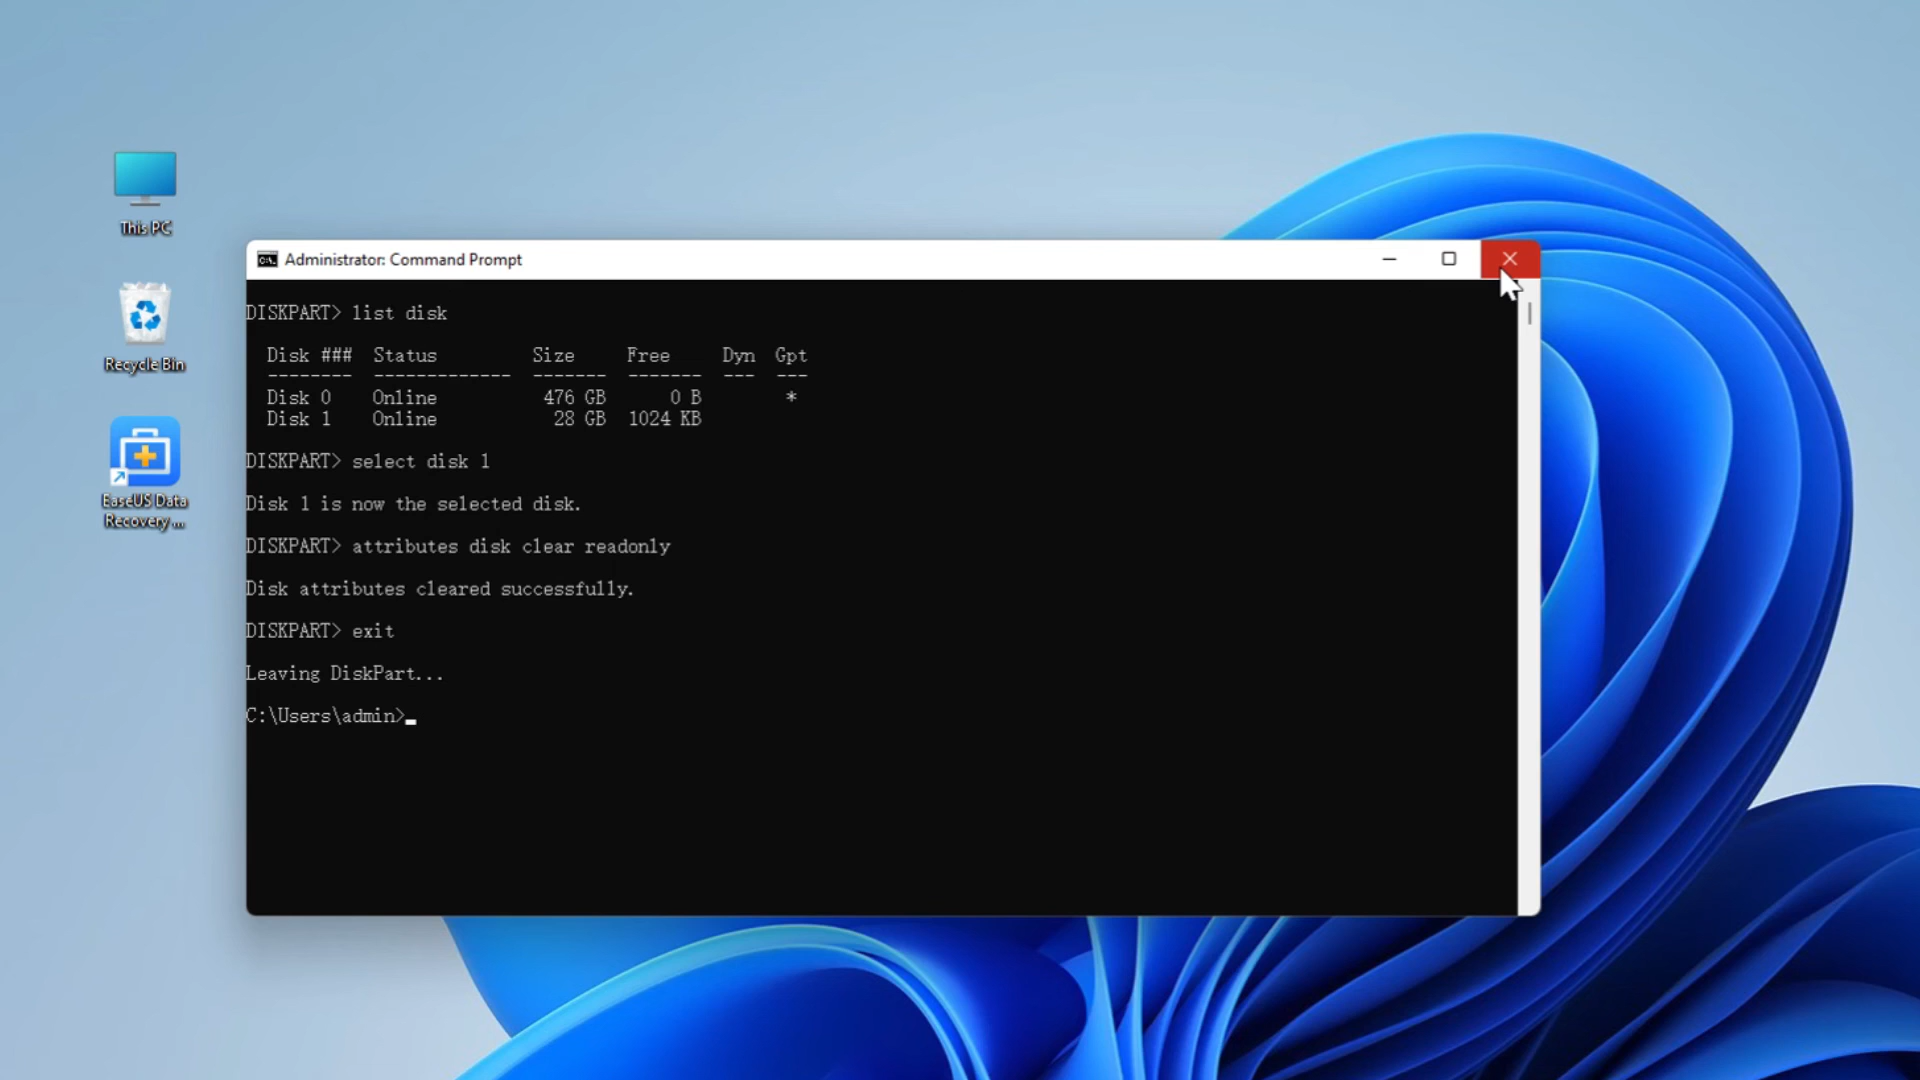 This PC
Recycle Bin
EaseUS Data
Recovery ...
Administrator: Command Prompt
DISKPART> list disk
Disk ###  Status         Size     Free     Dyn  Gpt
--------  -------------  -------  -------  ---  ---
Disk 0    Online          476 GB      0 B        *
Disk 1    Online           28 GB  1024 KB
DISKPART> select disk 1
Disk 1 is now the selected disk.
DISKPART> attributes disk clear readonly
Disk attributes cleared successfully.
DISKPART> exit
Leaving DiskPart...
C:\Users\admin>_